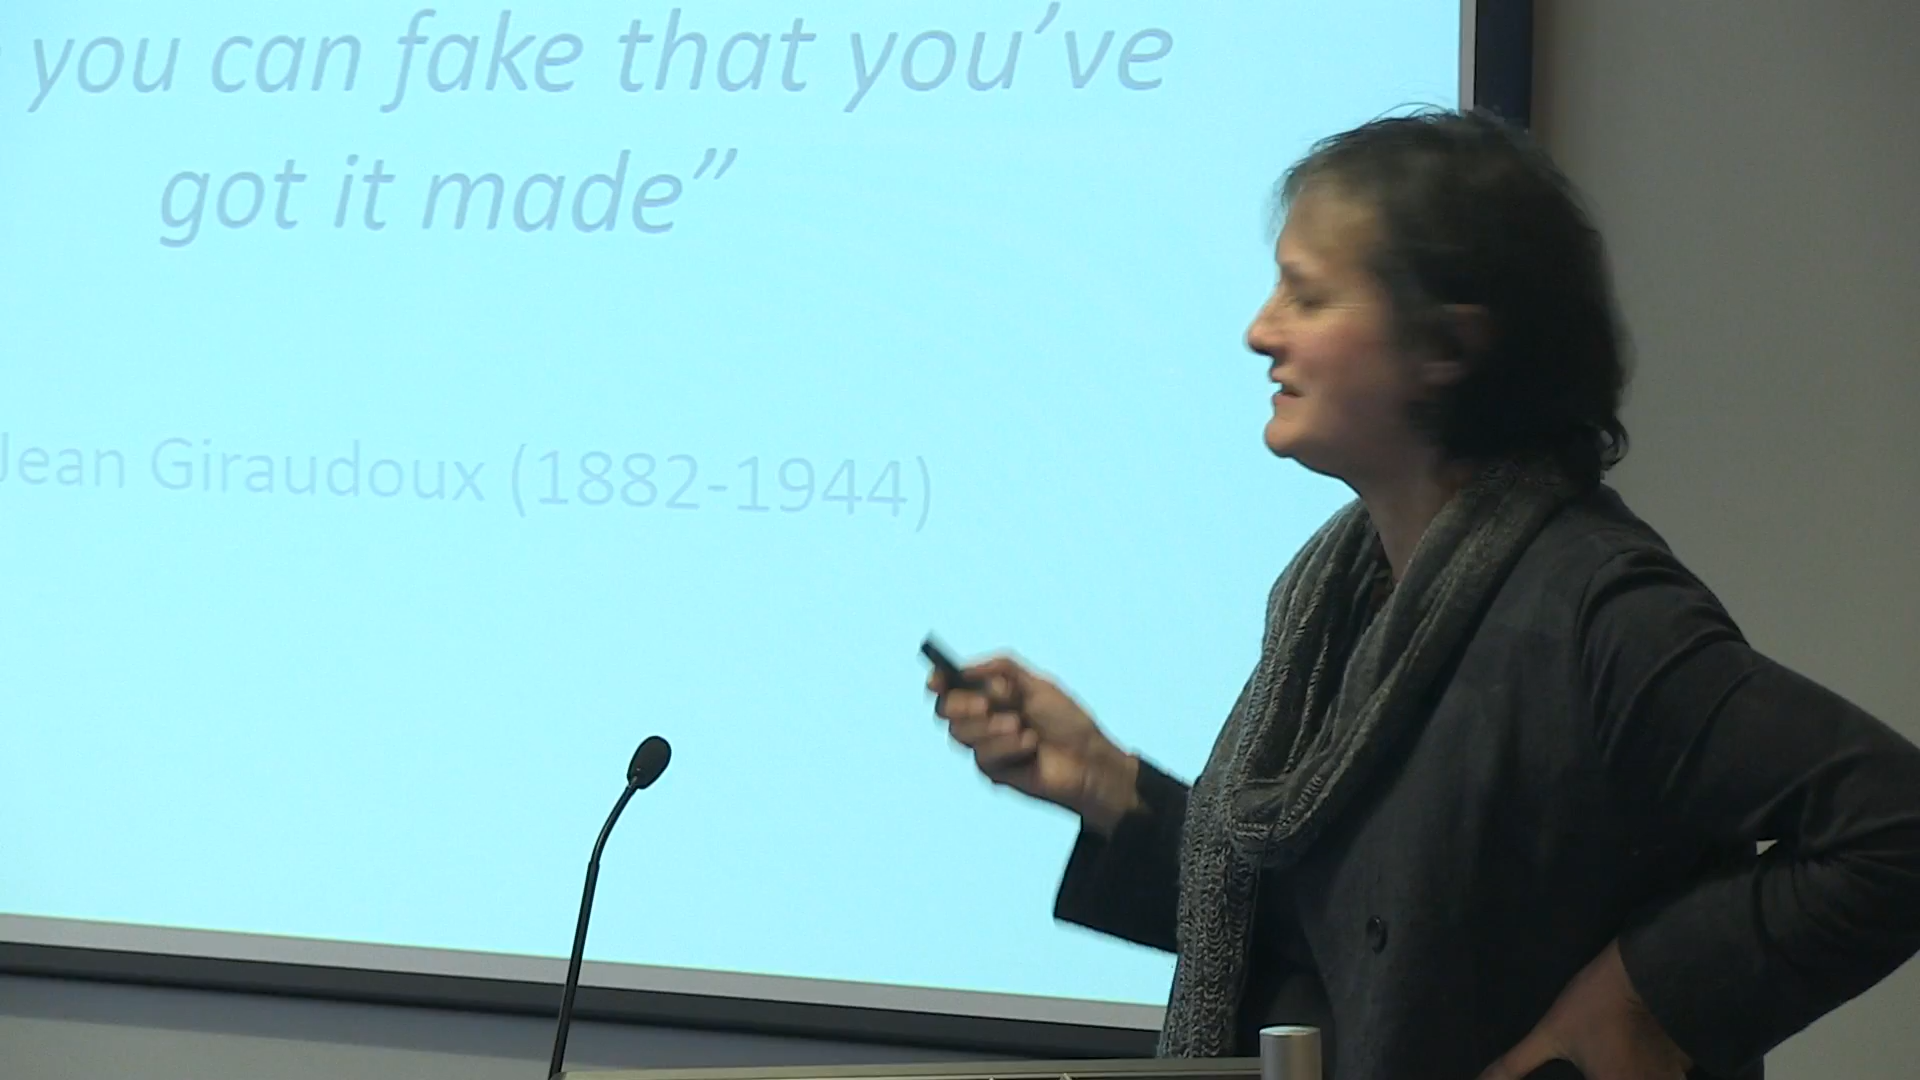 you can fake that you’ve
got it made”
Jean Giraudoux (1882-1944)